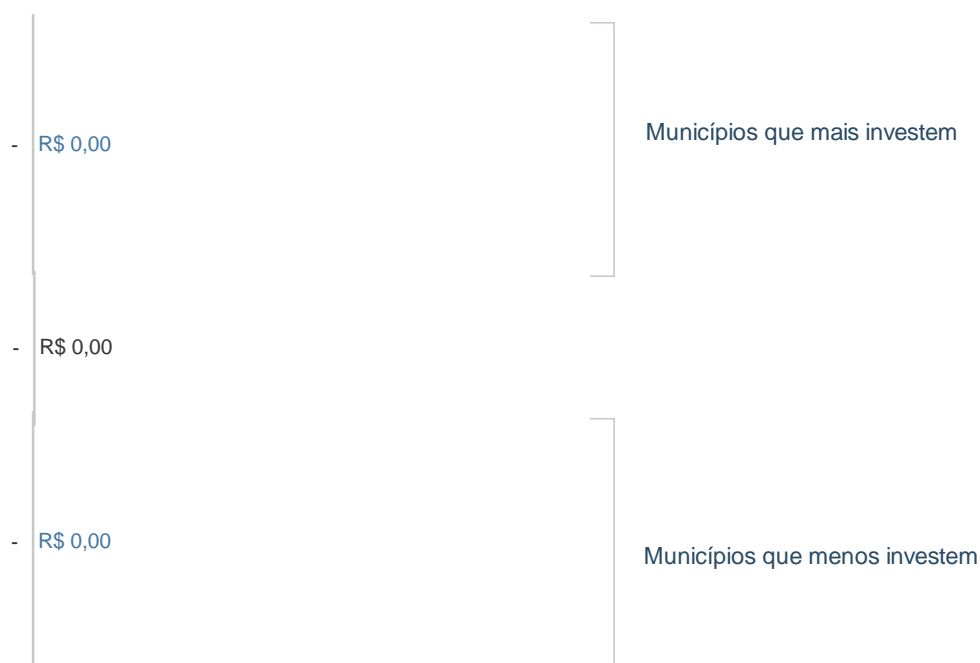 Municípios que mais investem
- R$ 0,00
- R$ 0,00
- R$ 0,00
Municípios que menos investem